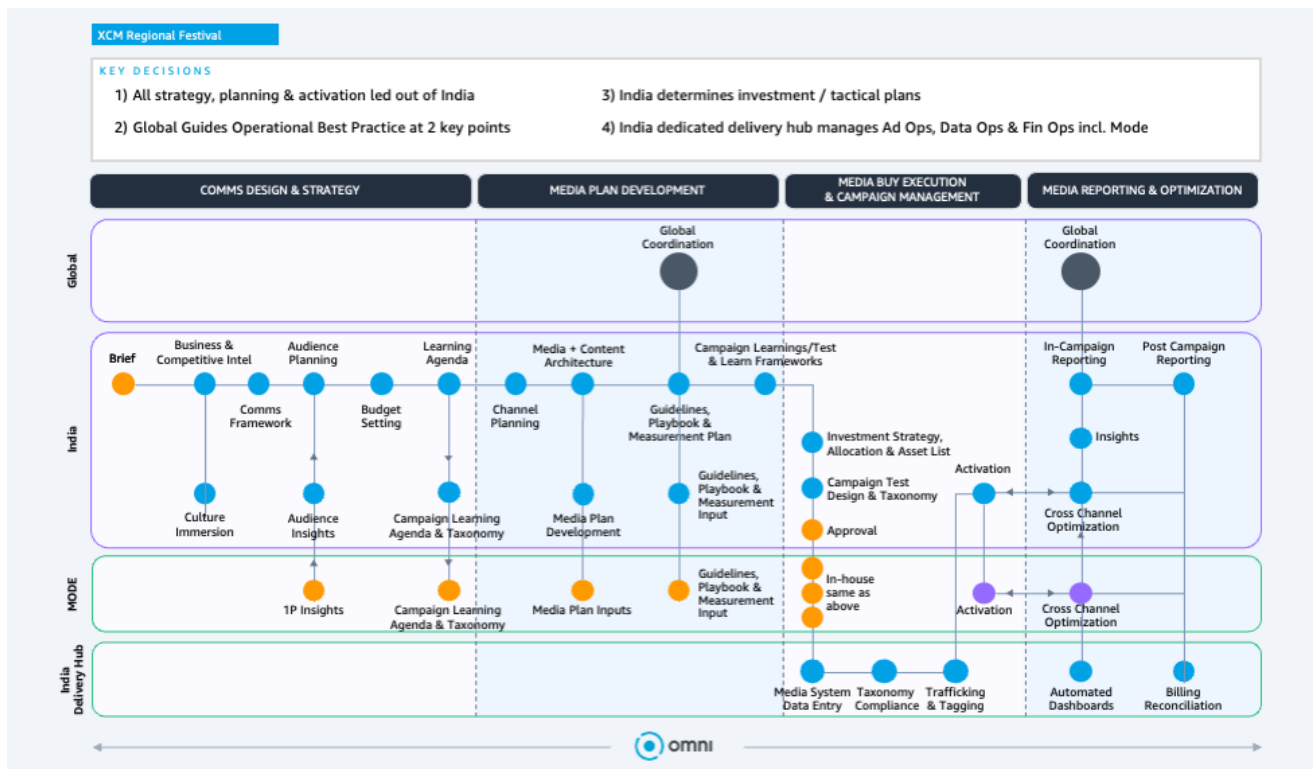 XCM Regional Festival
KEY DECISIONS
1) All strategy, planning & activation led out of India
2) Global Guides Operational Best Practice at 2 key points
3) India determines investment / tactical plans
4) India dedicated delivery hub manages Ad Ops, Data Ops & Fin Ops incl. Mode
COMMS DESIGN & STRATEGY
MEDIA PLAN DEVELOPMENT
MEDIA BUY EXECUTION
& CAMPAIGN MANAGEMENT
MEDIA REPORTING & OPTIMIZATION
Global
Global
Coordination
Global
Coordination
India
Brief
Business &
Competitive Intel
Comms
Framework
Audience
Planning
Budget
Setting
Learning
Agenda
Channel
Planning
Media + Content
Architecture
Guidelines,
Playbook &
Measurement Plan
Campaign Learnings/Test
& Learn Frameworks
In-Campaign
Reporting
Post Campaign
Reporting
Investment Strategy,
Allocation & Asset List
Insights
Culture
Immersion
Audience
Insights
Campaign Learning
Agenda & Taxonomy
Media Plan
Development
Guidelines,
Playbook &
Measurement
Input
Campaign Test
Design & Taxonomy
Approval
Activation
Cross Channel
Optimization
MODE
1P Insights
Campaign Learning
Agenda & Taxonomy
Media Plan Inputs
Guidelines,
Playbook &
Measurement
Input
In-house
same as
above
Activation
Cross Channel
Optimization
India
Delivery Hub
Media System
Data Entry
Taxonomy
Compliance
Trafficking
& Tagging
Automated
Dashboards
Billing
Reconciliation
omni